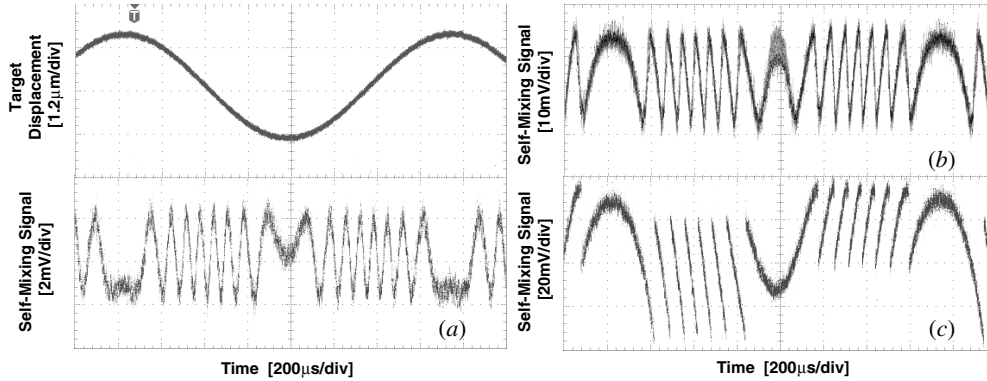 T
Target
Displacement
[1.2µm/div]
Self-Mixing Signal
[2mV/div]
(a)
Time [200µs/div]
Self-Mixing Signal
[10mV/div]
(b)
Self-Mixing Signal
[20mV/div]
(c)
Time [200µs/div]